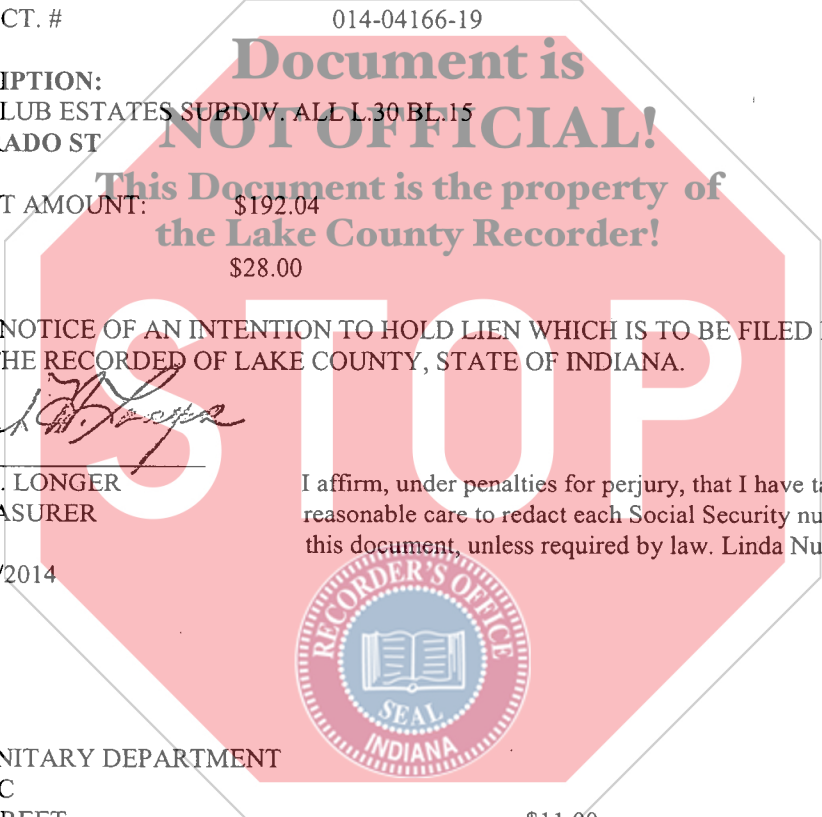 CT. # 014-04166-19
Document is
IPTION:
LUB ESTATES SUBDIV. ALL L.30 BL.15
NOT OFFICIAL!
ADO ST
This Document is the property of
T AMOUNT: $192.04
the Lake County Recorder!
$28.00
NOTICE OF AN INTENTION TO HOLD LIEN WHICH IS TO BE FILED
HE RECORDED OF LAKE COUNTY, STATE OF INDIANA.
STOP
. LONGER
ASURER
I affirm, under penalties for perjury, that I have ta
reasonable care to redact each Social Security nu
this document, unless required by law. Linda Nu
/2014
RECORDER'S OFFICE
SEAL
INDIANA
NITARY DEPARTMENT
C
REET $11.00